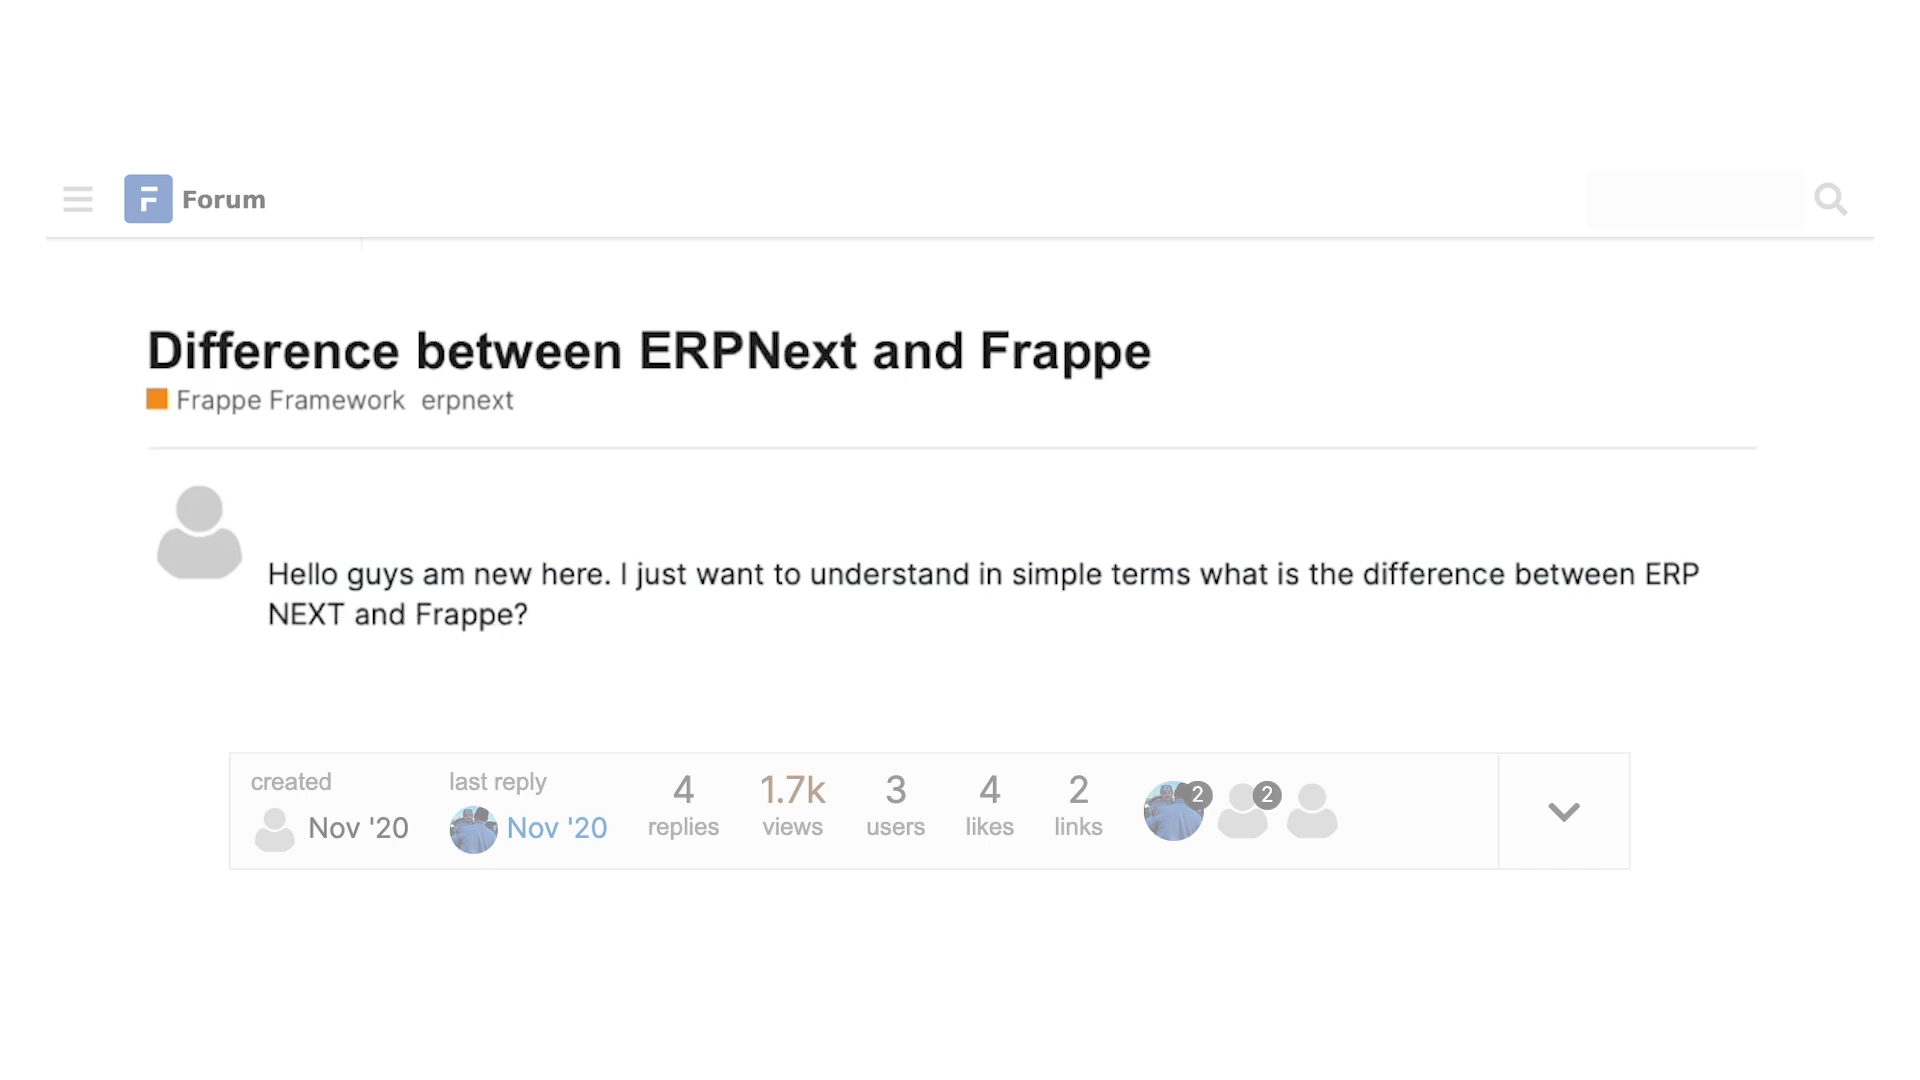 Forum
Difference between ERPNext and Frappe
Frappe Framework erpnext
Hello guys am new here. I just want to understand in simple terms what is the difference between ERP
NEXT and Frappe?
created last reply 4 1.7k 3 4 2 2 2
Nov '20 Nov '20 replies views users likes links